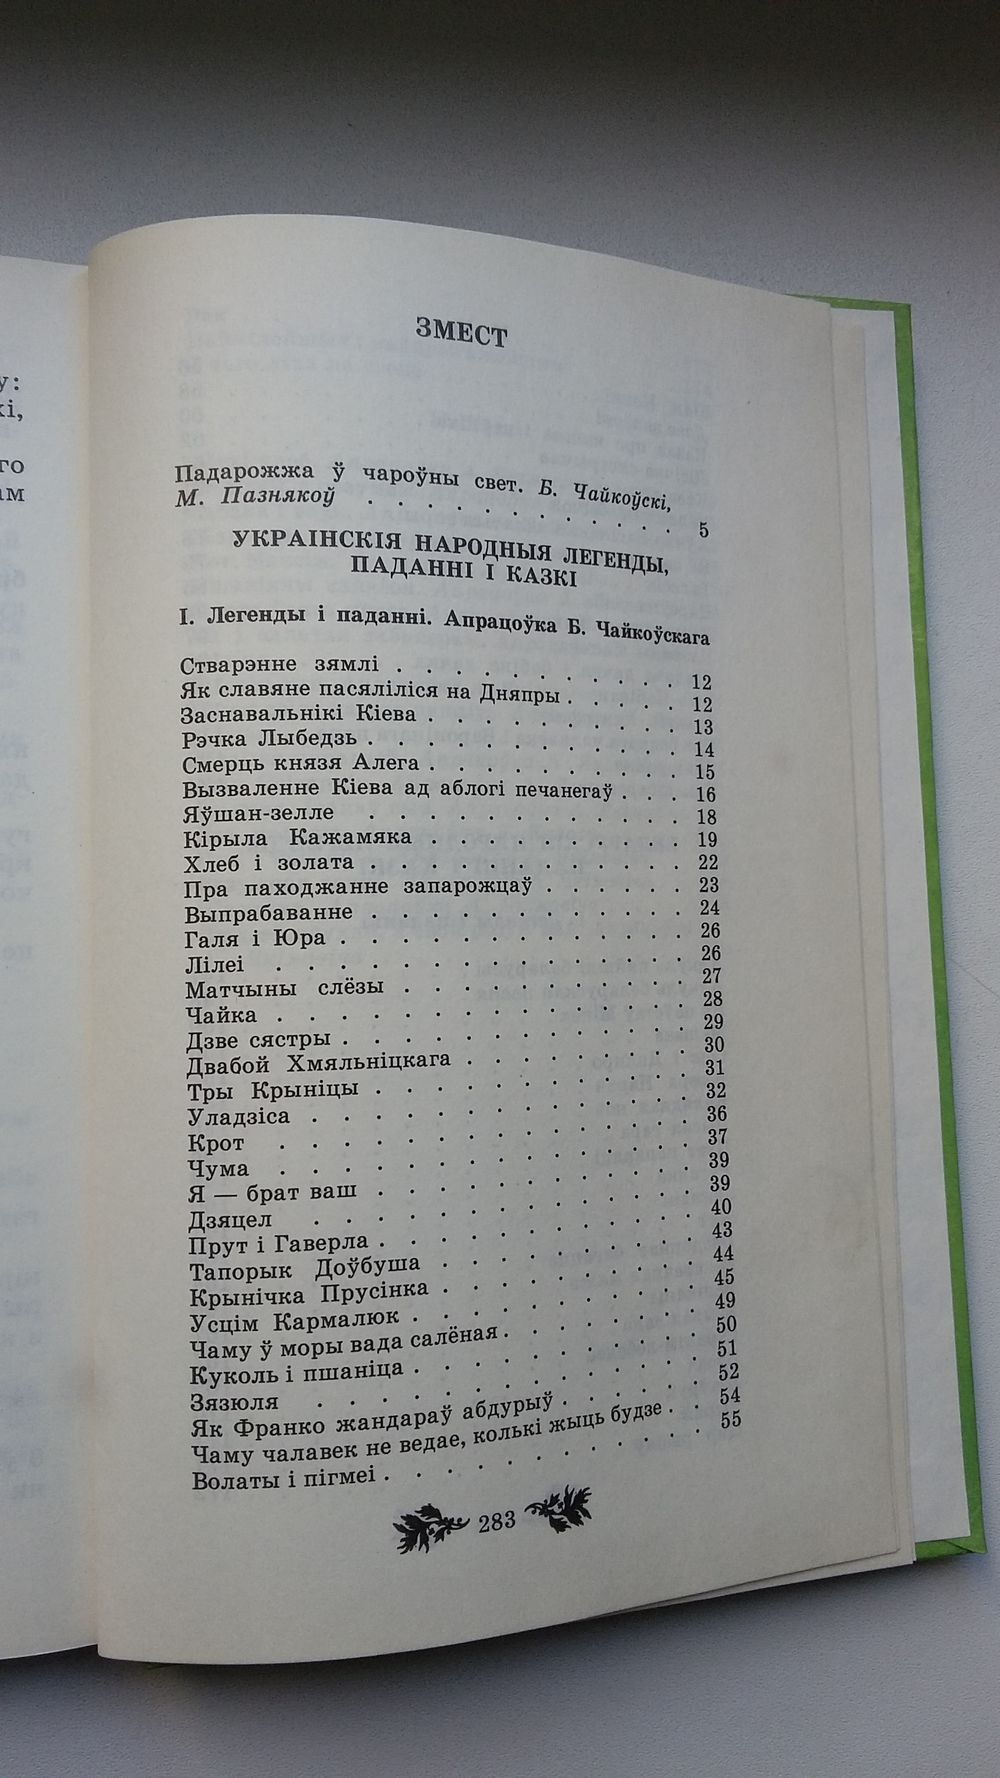 у:
кі,
го
ам
ЗМЕСТ
Падарожжа ў чароўны свет. Б. Чайкоўскі,
М. Пазнякоў . . . . . . . . . . . 5
УКРАІНСКІЯ НАРОДНЫЯ ЛЕГЕНДЫ,
ПАДАННІ І КАЗКІ
I. Легенды і паданні. Апрацоўка Б. Чайкоўскага
Стварэнне зямлі . . . . . . . . . . 12
Як славяне пасяліліся на Дняпры . . . . . 12
Заснавальнікі Кіева . . . . . . . . . 13
Рэчка Лыбедзь . . . . . . . . . . . 14
Смерць князя Алега . . . . . . . . . 15
Вызваленне Кіева ад аблогі печанегаў . . . 16
Яўшан-зелле . . . . . . . . . . . 18
Кірыла Кажамяка . . . . . . . . . 19
Хлеб і золата . . . . . . . . . . . 22
Пра паходжанне запарожцаў . . . . . . 23
Выпрабаванне . . . . . . . . . . . 24
Галя і Юра . . . . . . . . . . . . 26
Лілеі . . . . . . . . . . . . . . 26
Матчыны слёзы . . . . . . . . . . 27
Чайка . . . . . . . . . . . . . . 28
Дзве сястры . . . . . . . . . . . . 29
Двабой Хмяльніцкага . . . . . . . . 30
Тры Крыніцы . . . . . . . . . . . 31
Уладзіса . . . . . . . . . . . . . 32
Крот . . . . . . . . . . . . . . 36
Чума . . . . . . . . . . . . . . 37
Я — брат ваш . . . . . . . . . . . 39
Дзяцел . . . . . . . . . . . . . 39
Прут і Гаверла . . . . . . . . . . . 40
Тапорык Доўбуша . . . . . . . . . 43
Крынічка Прусінка . . . . . . . . . 44
Усцім Кармалюк . . . . . . . . . . 45
Чаму ў моры вада салёная . . . . . . . 49
Куколь і пшаніца . . . . . . . . . . 50
Зязюля . . . . . . . . . . . . . 51
Як Франко жандараў абдурыў . . . . . 52
Чаму чалавек не ведае, колькі жыць будзе . . 54
Волаты і пігмеі . . . . . . . . . . . 55
283